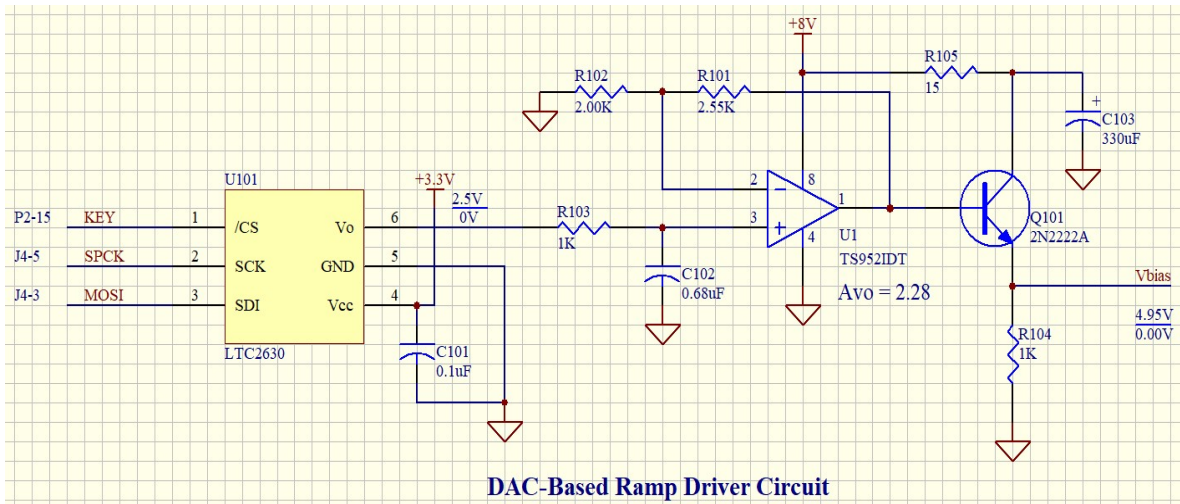 +8V
R105
15
R102
2.00K
R101
2.55K
+
C103
330uF
U101
+3.3V
2.5V
0V
2
8
1
P2-15
KEY
1
/CS
Vo
6
R103
1K
3
4
U1
TS952IDT
Q101
2N2222A
J4-5
SPCK
2
SCK
GND
5
C102
0.68uF
Avo = 2.28
Vbias
J4-3
MOSI
3
SDI
Vcc
4
4.95V
0.00V
LTC2630
C101
0.1uF
R104
1K
DAC-Based Ramp Driver Circuit